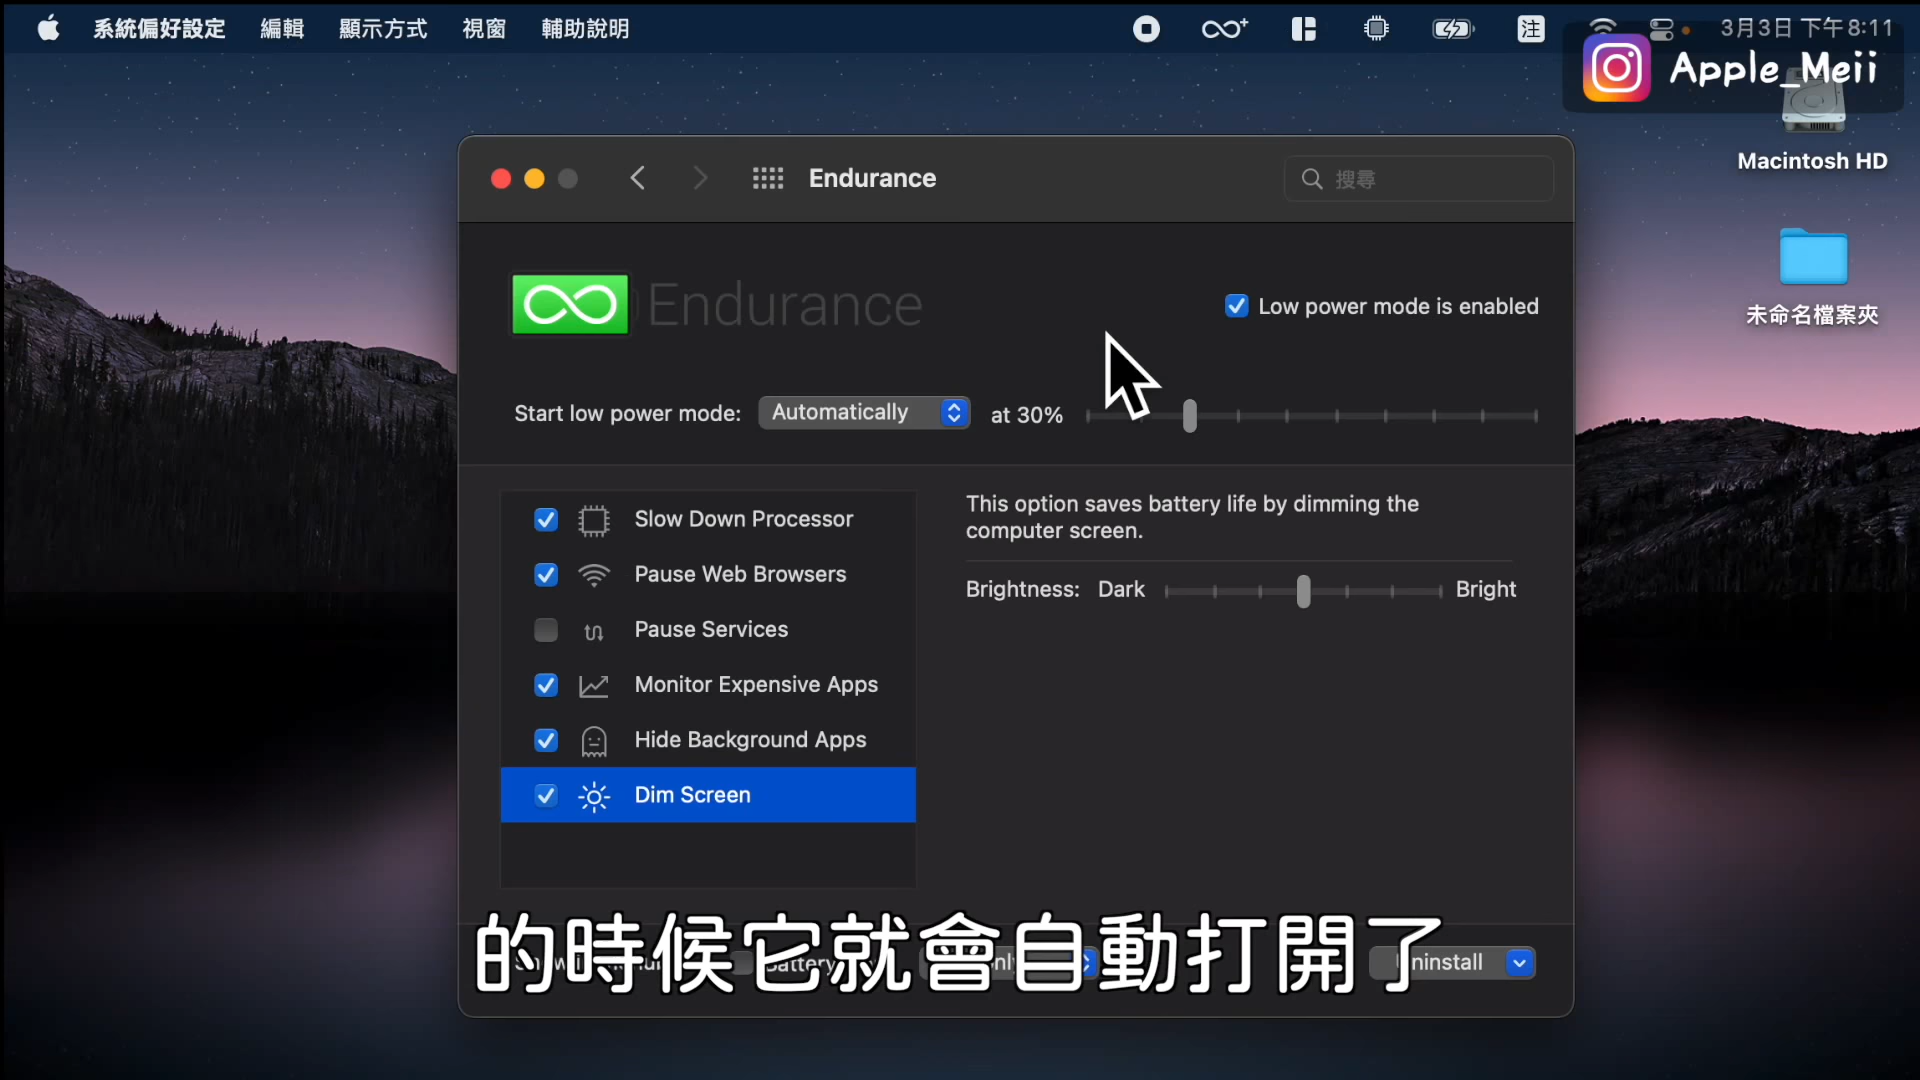 系統偏好設定 編輯 顯示方式 視窗 輔助說明 注 3月3日 下午8:11
Apple_Meii
Macintosh HD
未命名檔案夾
Endurance
搜尋
Endurance
Low power mode is enabled
Start low power mode: Automatically at 30%
Slow Down Processor
Pause Web Browsers
Pause Services
Monitor Expensive Apps
Hide Background Apps
Dim Screen
This option saves battery life by dimming the
computer screen.
Brightness: Dark Bright
的時候它就會自動打開了